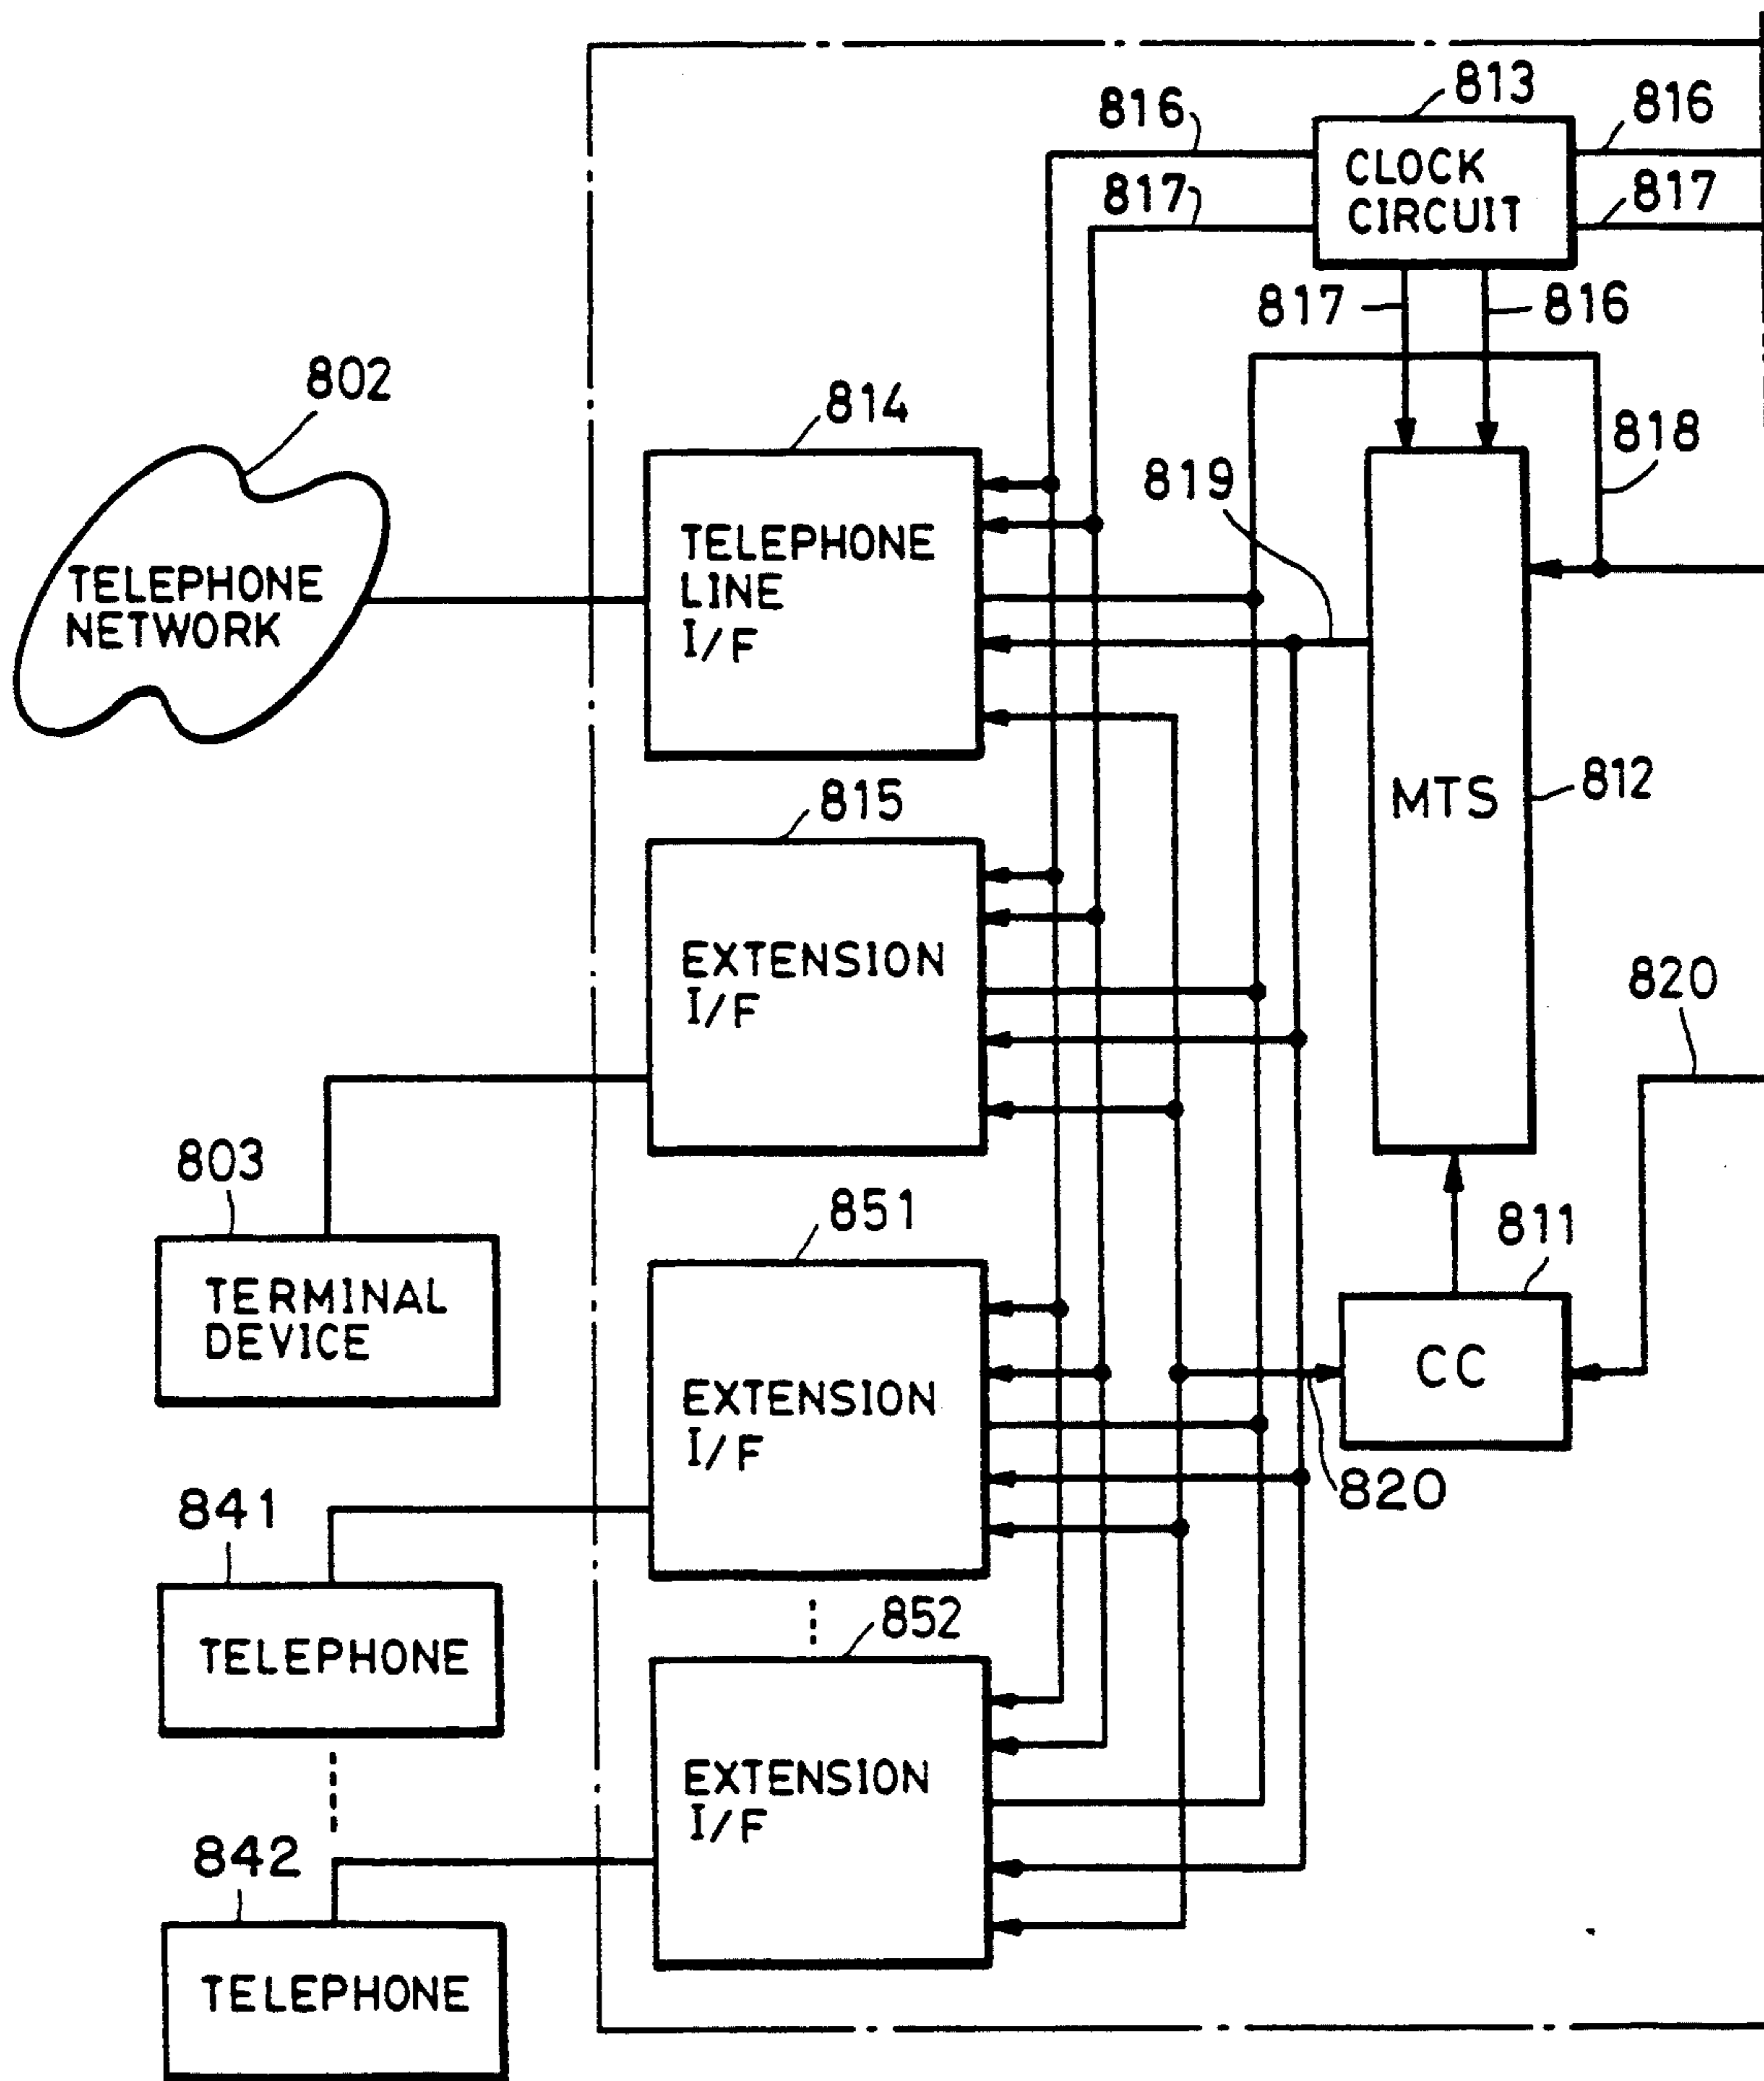 813
816
816
CLOCK
CIRCUIT
817
817
817
816
802
814
818
819
TELEPHONE
LINE
I/F
TELEPHONE
NETWORK
812
MTS
815
EXTENSION
I/F
820
803
851
811
TERMINAL
DEVICE
CC
EXTENSION
I/F
820
841
852
TELEPHONE
EXTENSION
I/F
842
TELEPHONE